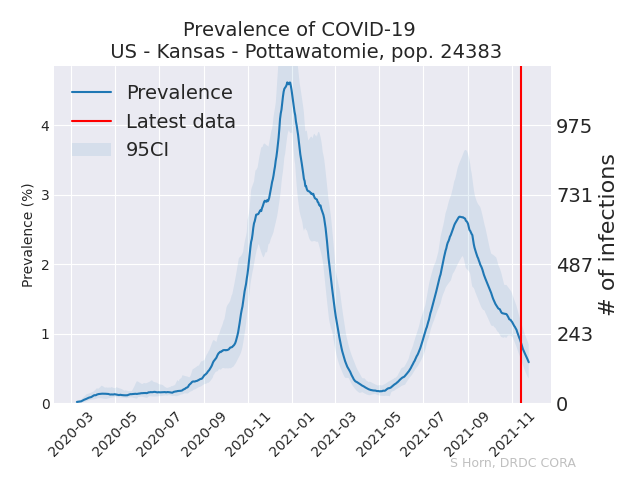 Prevalence of COVID-19
US - Kansas - Pottawatomie, pop. 24383
Prevalence
Latest data
95CI
Prevalence (%)
4
3
2
1
0
975
731
487
243
0
# of infections
2020-03
2020-05
2020-07
2020-09
2020-11
2021-01
2021-03
2021-05
2021-07
2021-09
2021-11
S Horn, DRDC CORA